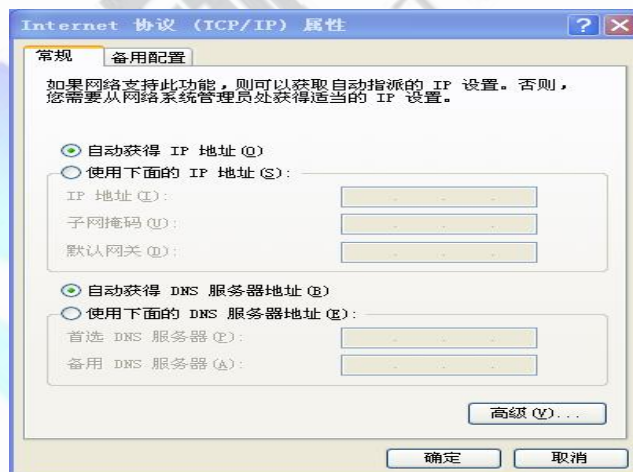 Internet 协议 (TCP/IP) 属性
常规
备用配置
如果网络支持此功能,则可以获取自动指派的 IP 设置。否则,
您需要从网络系统管理员处获得适当的 IP 设置。
自动获得 IP 地址(O)
使用下面的 IP 地址(S):
IP 地址(I):
子网掩码(U):
默认网关(D):
自动获得 DNS 服务器地址(B)
使用下面的 DNS 服务器地址(E):
首选 DNS 服务器(P):
备用 DNS 服务器(A):
高级(V)...
确定
取消